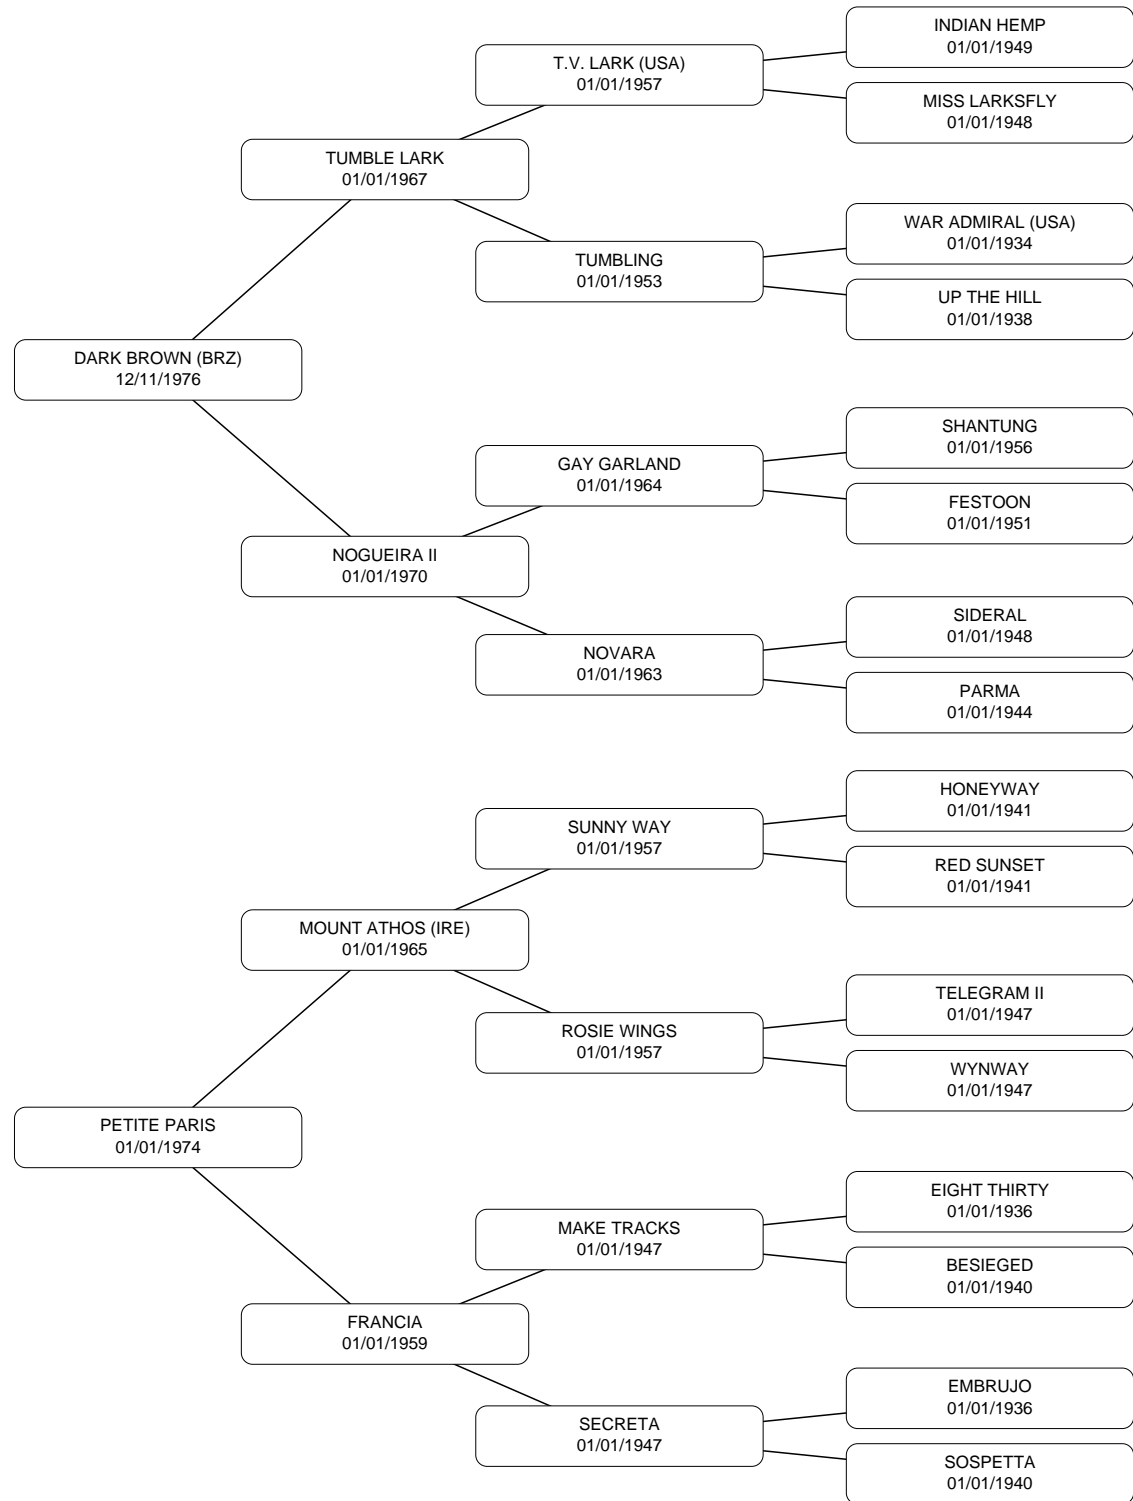 INDIAN HEMP
01/01/1949
T.V. LARK (USA)
01/01/1957
MISS LARKSFLY
01/01/1948
TUMBLE LARK
01/01/1967
WAR ADMIRAL (USA)
01/01/1934
TUMBLING
01/01/1953
UP THE HILL
01/01/1938
DARK BROWN (BRZ)
12/11/1976
SHANTUNG
01/01/1956
GAY GARLAND
01/01/1964
FESTOON
01/01/1951
NOGUEIRA II
01/01/1970
SIDERAL
01/01/1948
NOVARA
01/01/1963
PARMA
01/01/1944
HONEYWAY
01/01/1941
SUNNY WAY
01/01/1957
RED SUNSET
01/01/1941
MOUNT ATHOS (IRE)
01/01/1965
TELEGRAM II
01/01/1947
ROSIE WINGS
01/01/1957
WYNWAY
01/01/1947
PETITE PARIS
01/01/1974
EIGHT THIRTY
01/01/1936
MAKE TRACKS
01/01/1947
BESIEGED
01/01/1940
FRANCIA
01/01/1959
EMBRUJO
01/01/1936
SECRETA
01/01/1947
SOSPETTA
01/01/1940